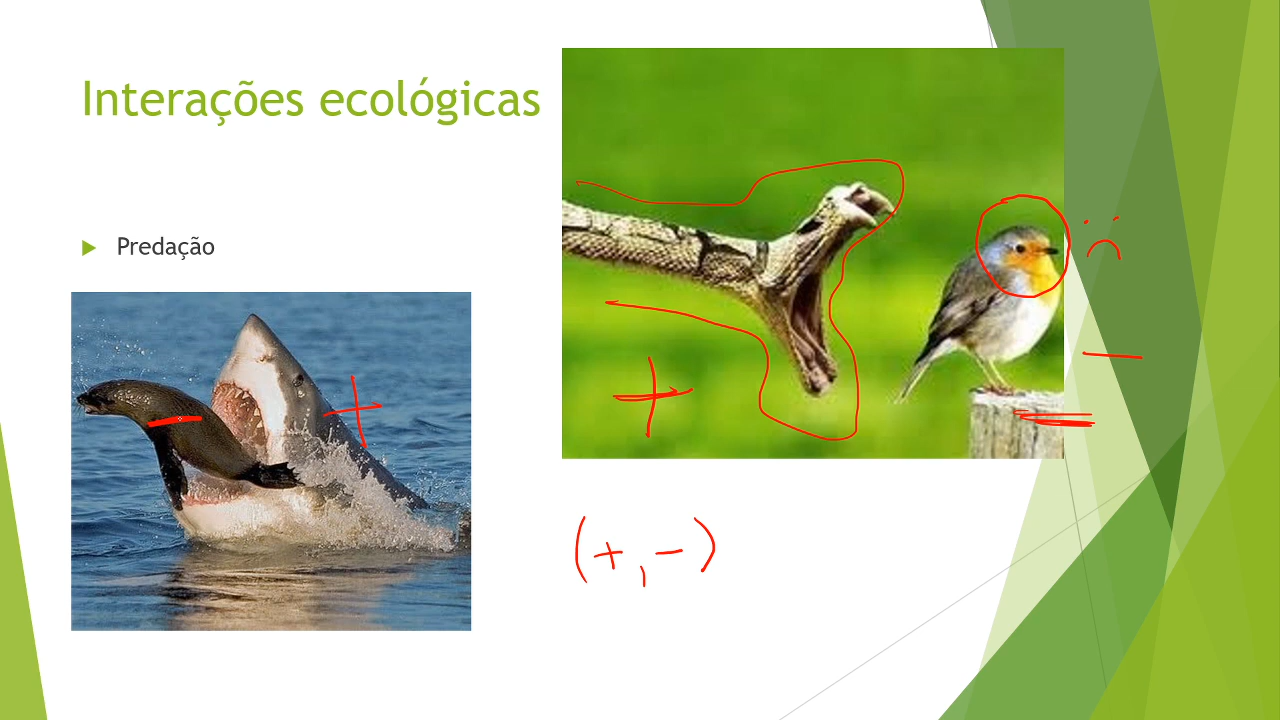 Interações ecológicas
Predação
+
-
+
-
(+,-)